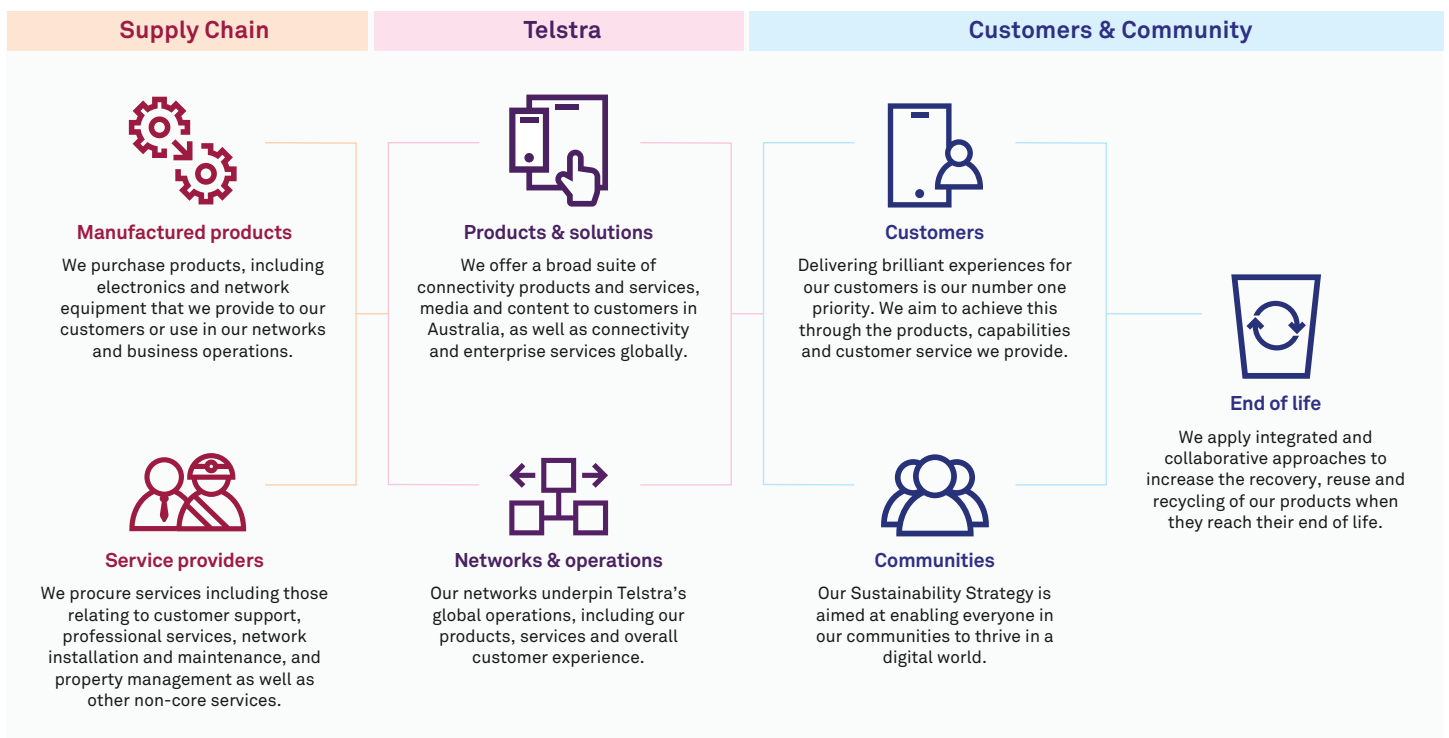 Supply Chain
Telstra
Customers & Community
Manufactured products
We purchase products, including
electronics and network
equipment that we provide to our
customers or use in our networks
and business operations.
Service providers
We procure services including those
relating to customer support,
professional services, network
installation and maintenance, and
property management as well as
other non-core services.
Products & solutions
We offer a broad suite of
connectivity products and services,
media and content to customers in
Australia, as well as connectivity
and enterprise services globally.
Networks & operations
Our networks underpin Telstra’s
global operations, including our
products, services and overall
customer experience.
Customers
Delivering brilliant experiences for
our customers is our number one
priority. We aim to achieve this
through the products, capabilities
and customer service we provide.
Communities
Our Sustainability Strategy is
aimed at enabling everyone in
our communities to thrive in a
digital world.
End of life
We apply integrated and
collaborative approaches to
increase the recovery, reuse and
recycling of our products when
they reach their end of life.